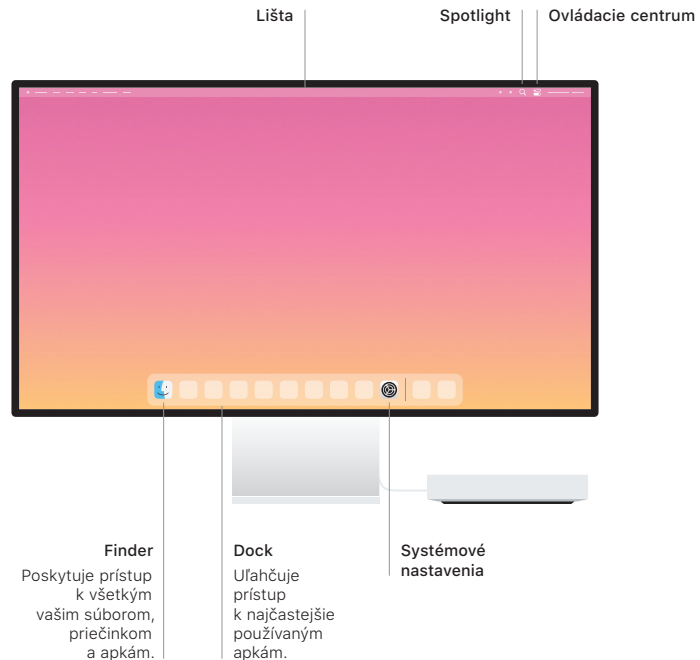 Lišta
Spotlight
Ovládacie centrum
Finder
Poskytuje prístup
k všetkým
vašim súborom,
priečinkom
a apkám.
Dock
Uľahčuje
prístup
k najčastejšie
používaným
apkám.
Systémové
nastavenia